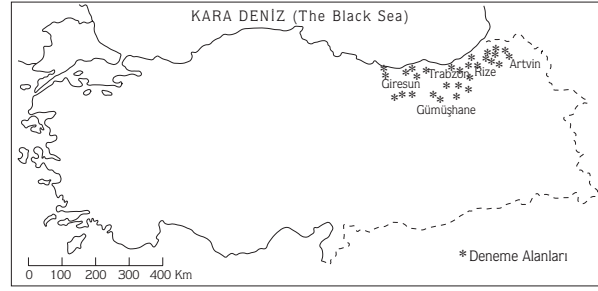 KARA DENİZ (The Black Sea)
Artvin
Trabzon
Rize
Giresun
Gümüşhane
* Deneme Alanları
0 100 200 300 400 Km